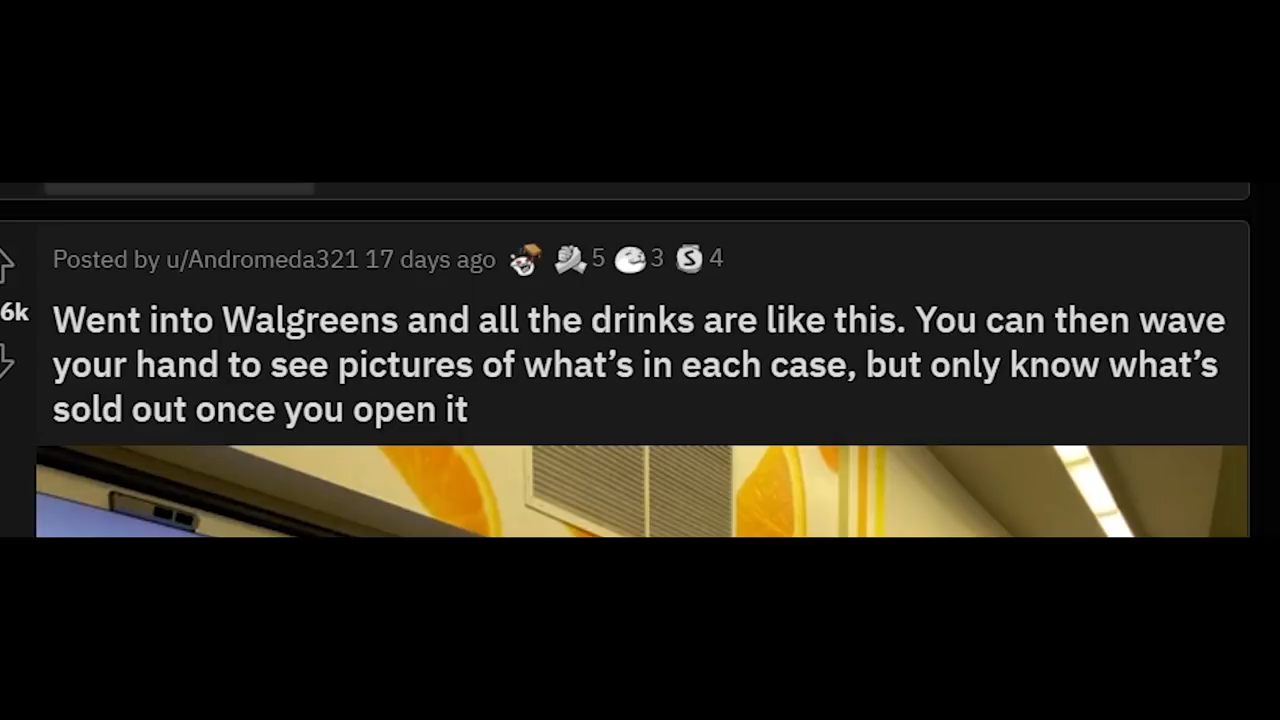 Posted by u/Andromeda321 17 days ago 5 3 S 4
6k
Went into Walgreens and all the drinks are like this. You can then wave
your hand to see pictures of what’s in each case, but only know what’s
sold out once you open it